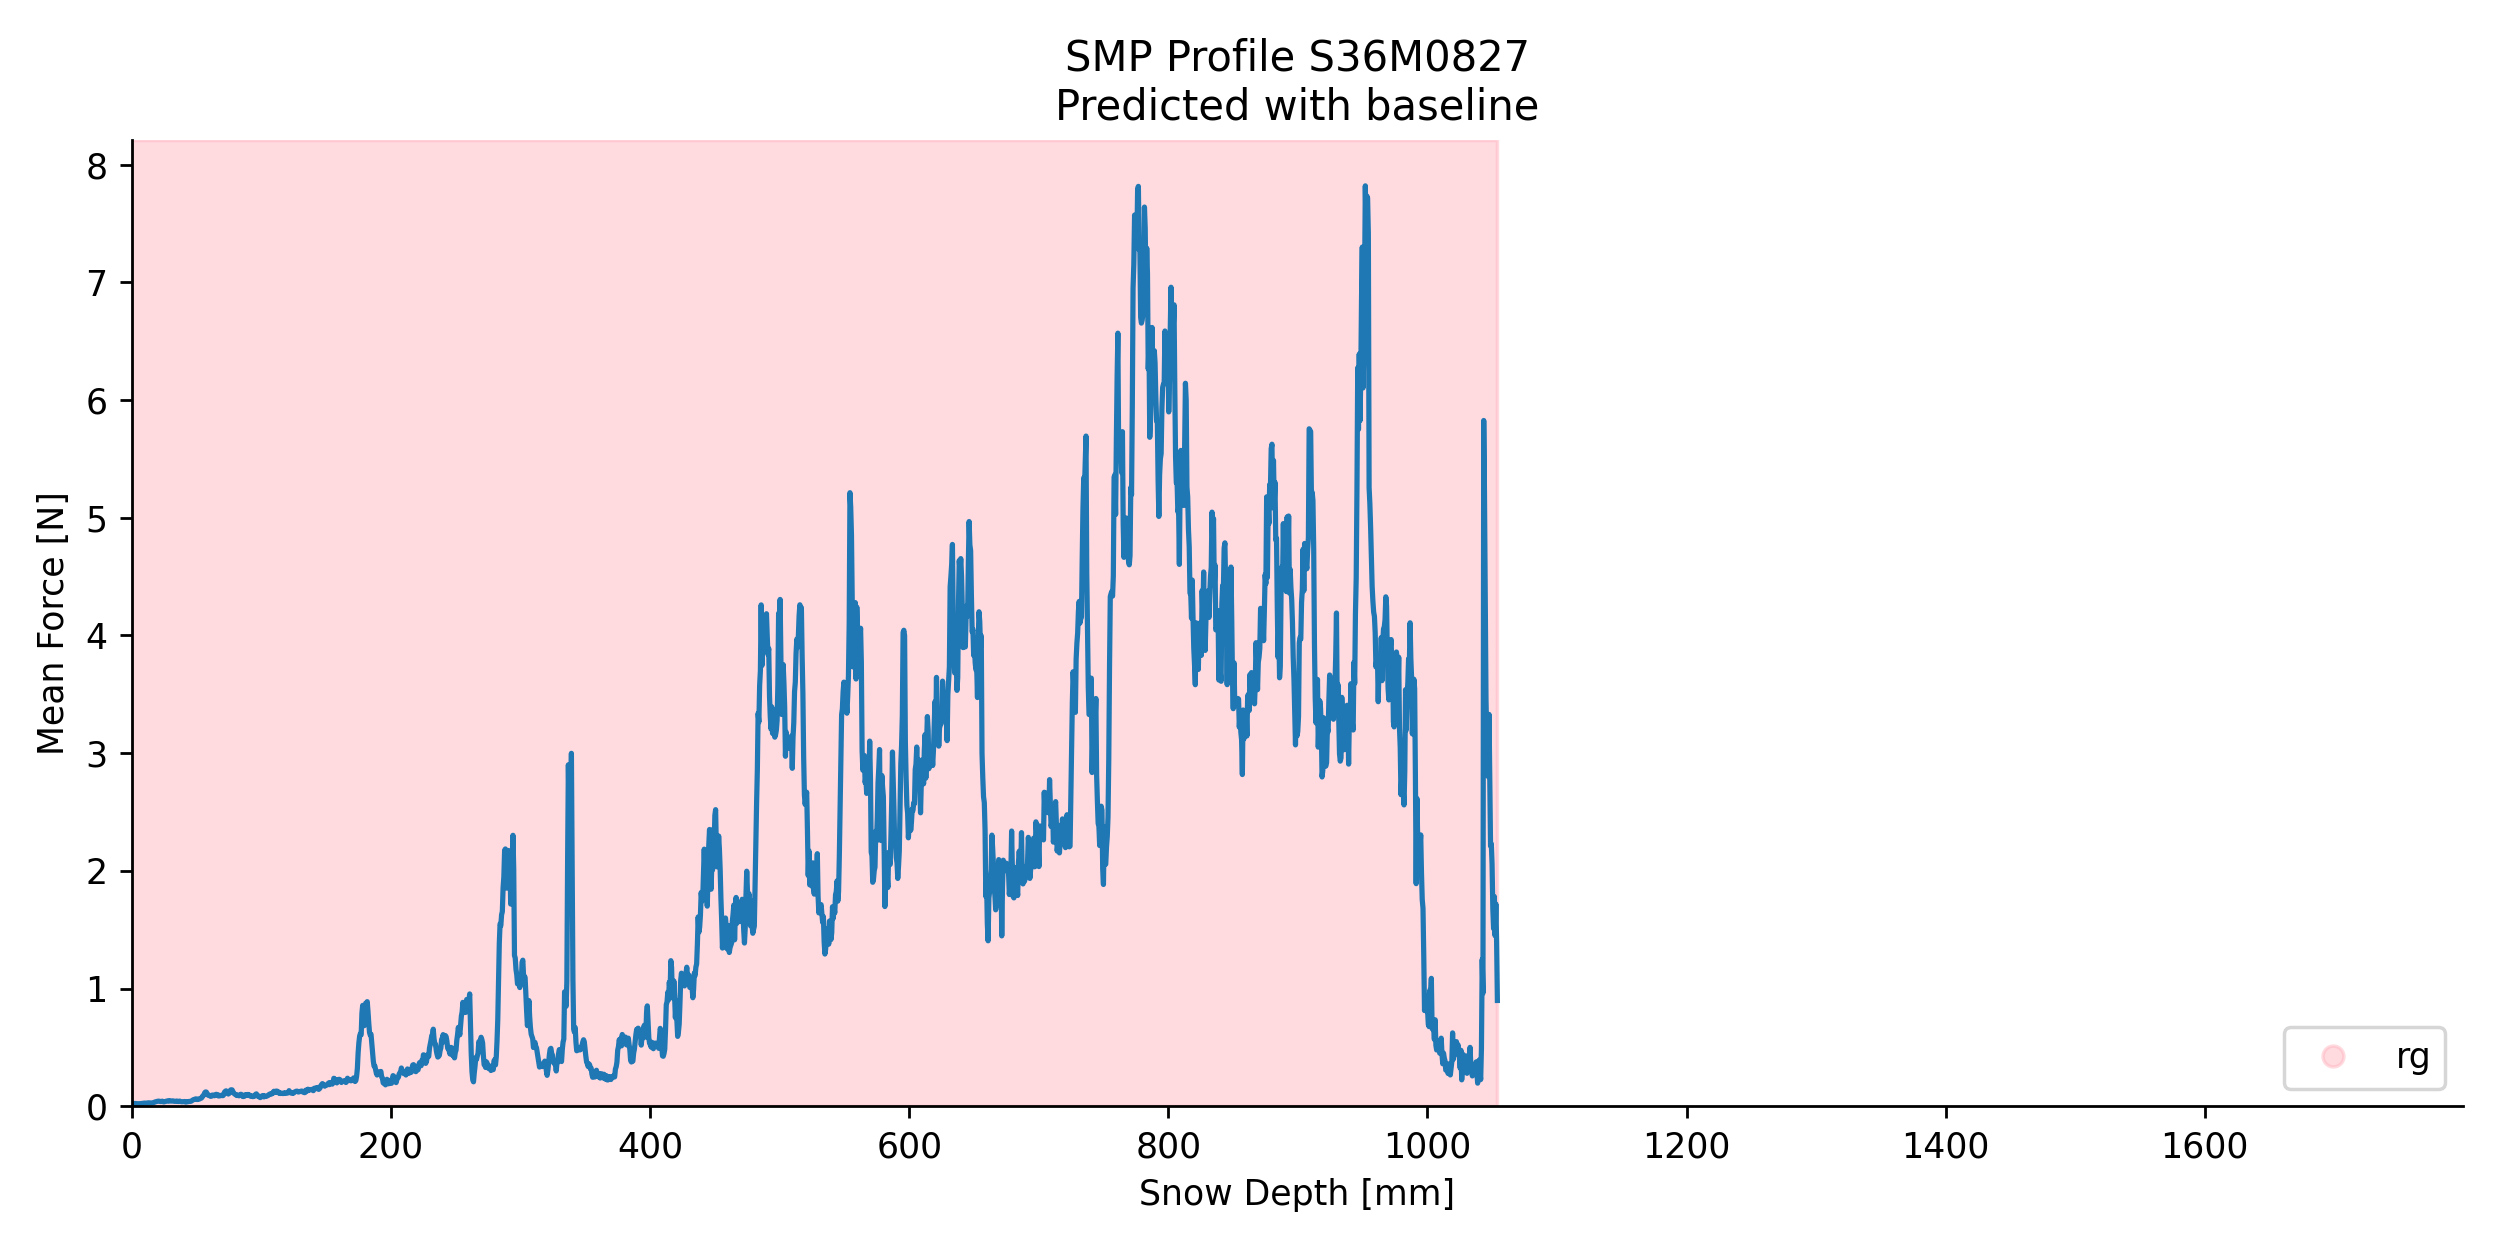 SMP Profile S36M0827
Predicted with baseline
Mean Force [N]
8
7
6
5
4
3
2
1
0
rg
0 200 400 600 800 1000 1200 1400 1600
Snow Depth [mm]